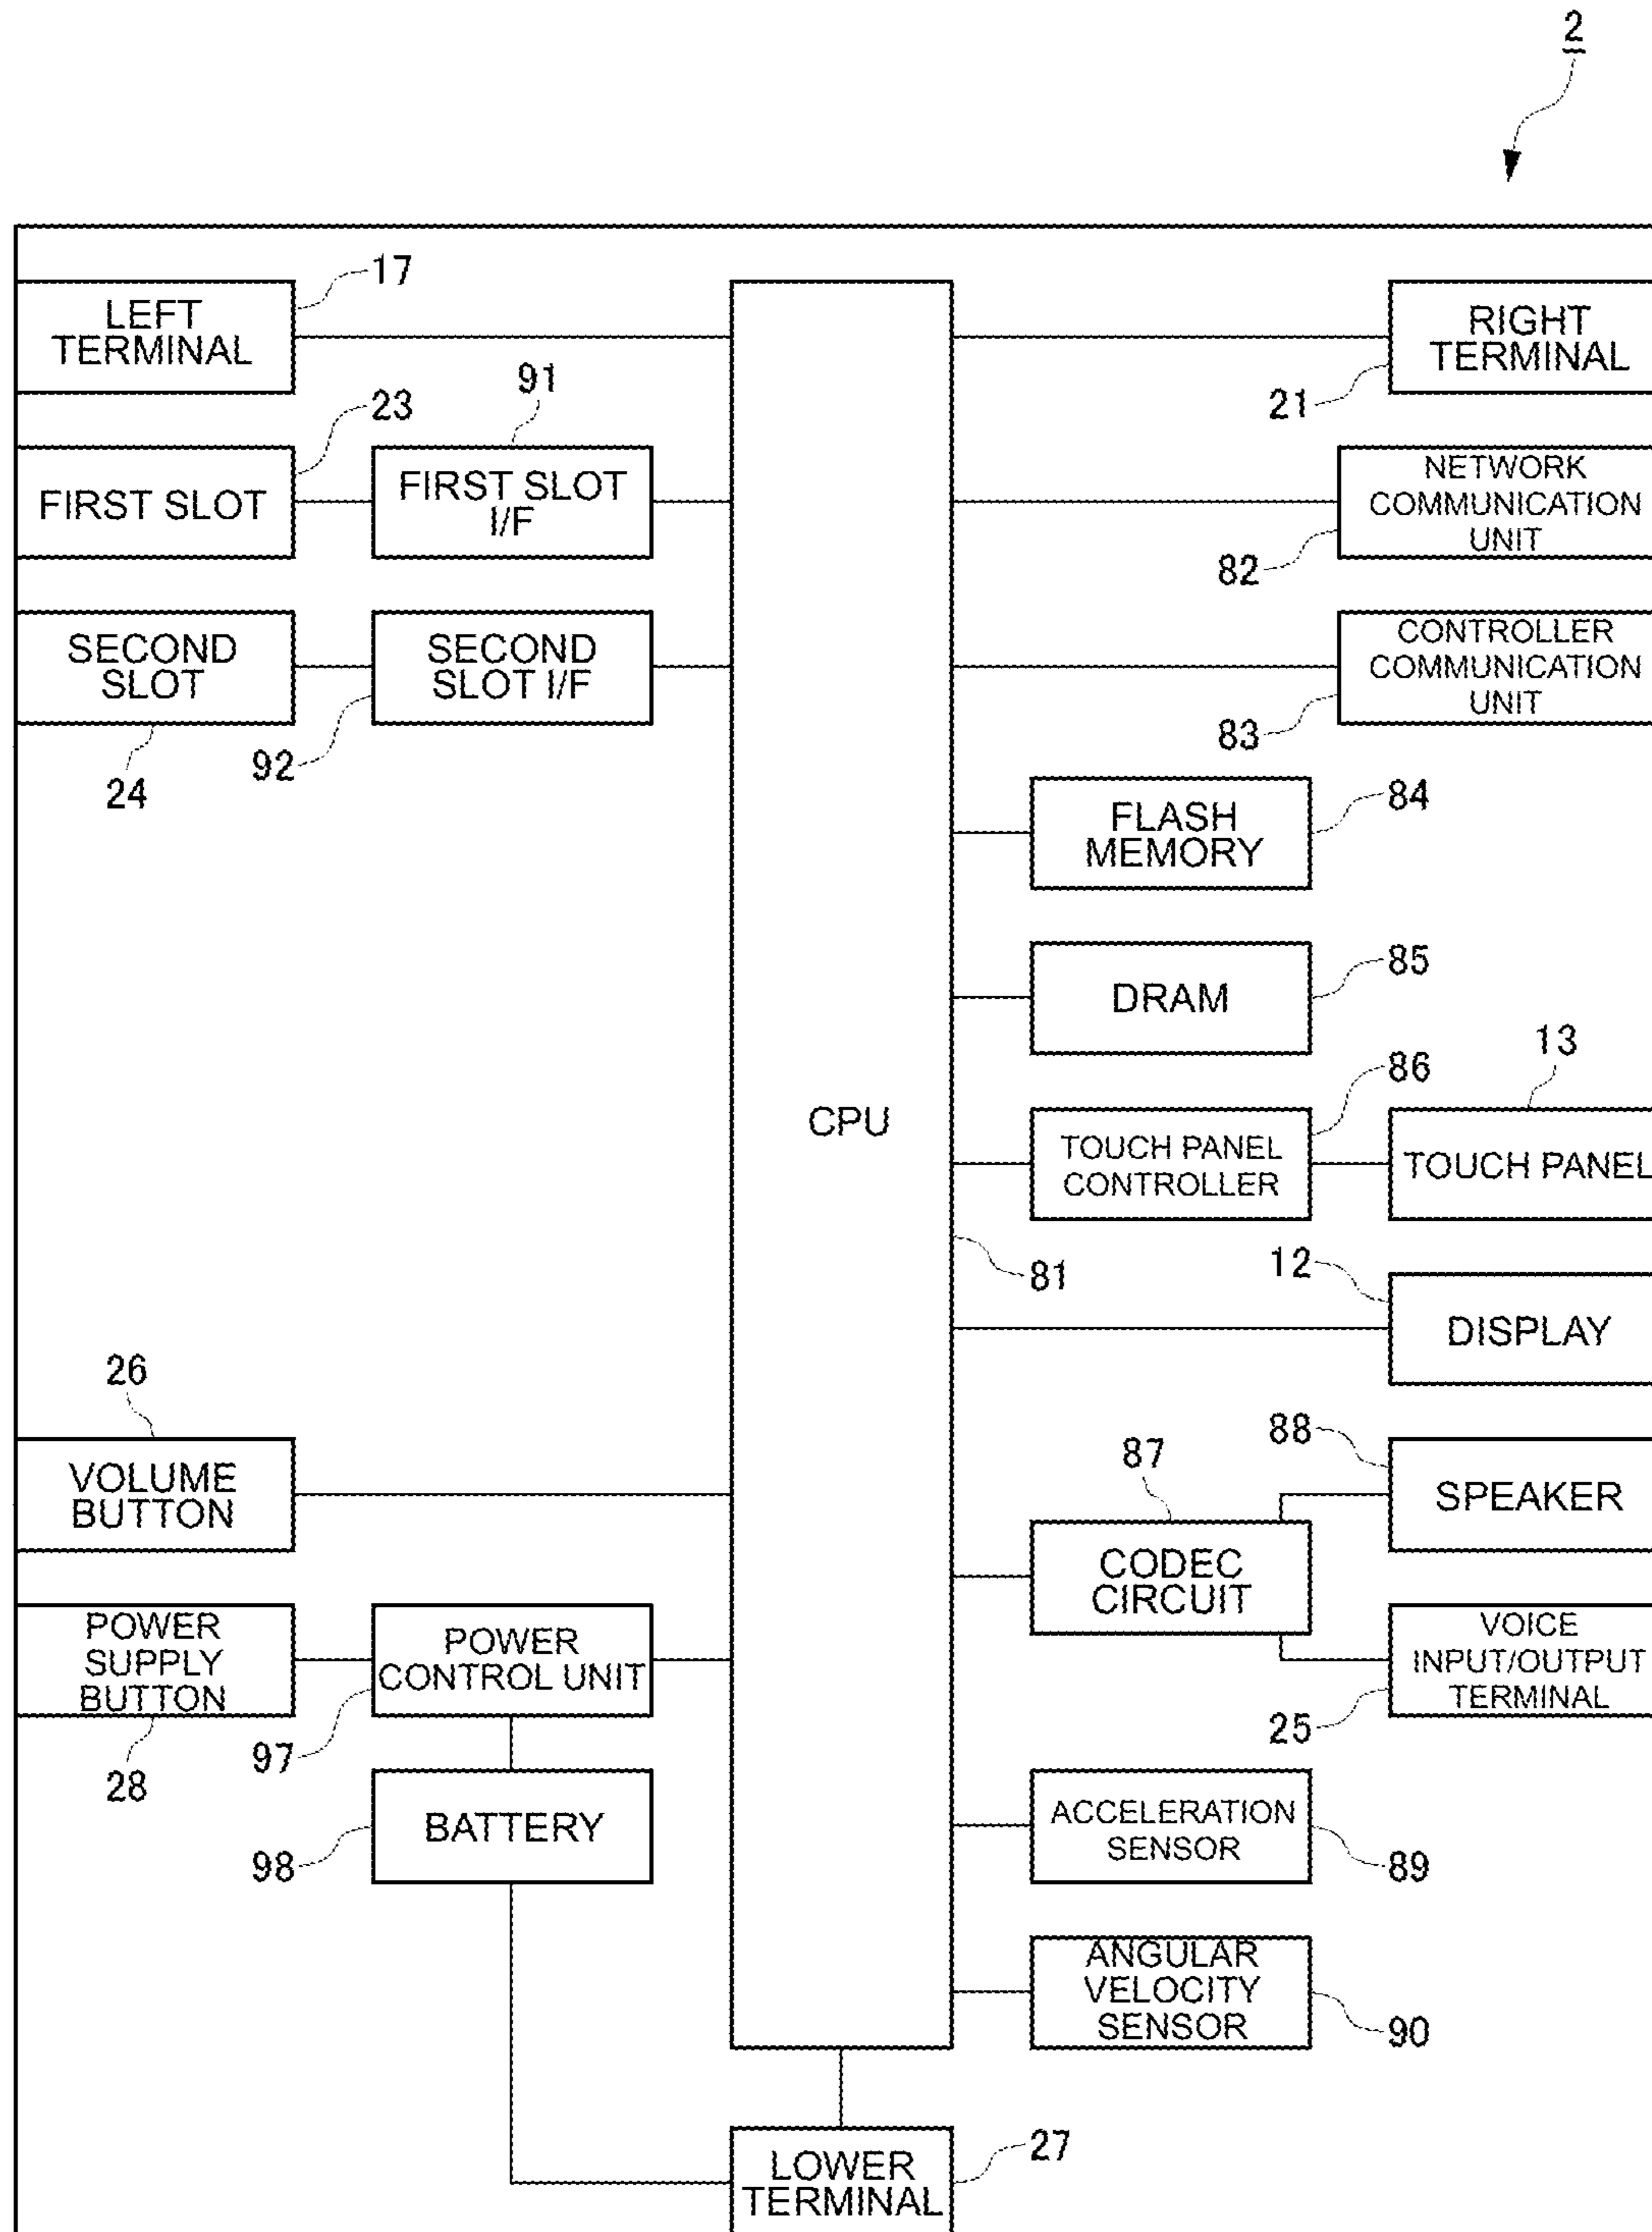 2
LEFT
TERMINAL
17
RIGHT
TERMINAL
21
FIRST SLOT
23
FIRST SLOT
I/F
91
NETWORK
COMMUNICATION
UNIT
82
SECOND
SLOT
24
SECOND
SLOT I/F
92
CONTROLLER
COMMUNICATION
UNIT
83
FLASH
MEMORY
84
DRAM
85
CPU
81
TOUCH PANEL
CONTROLLER
86
TOUCH PANEL
13
DISPLAY
12
VOLUME
BUTTON
26
CODEC
CIRCUIT
87
SPEAKER
88
POWER
SUPPLY
BUTTON
28
POWER
CONTROL UNIT
97
VOICE
INPUT/OUTPUT
TERMINAL
25
BATTERY
98
ACCELERATION
SENSOR
89
ANGULAR
VELOCITY
SENSOR
90
LOWER
TERMINAL
27